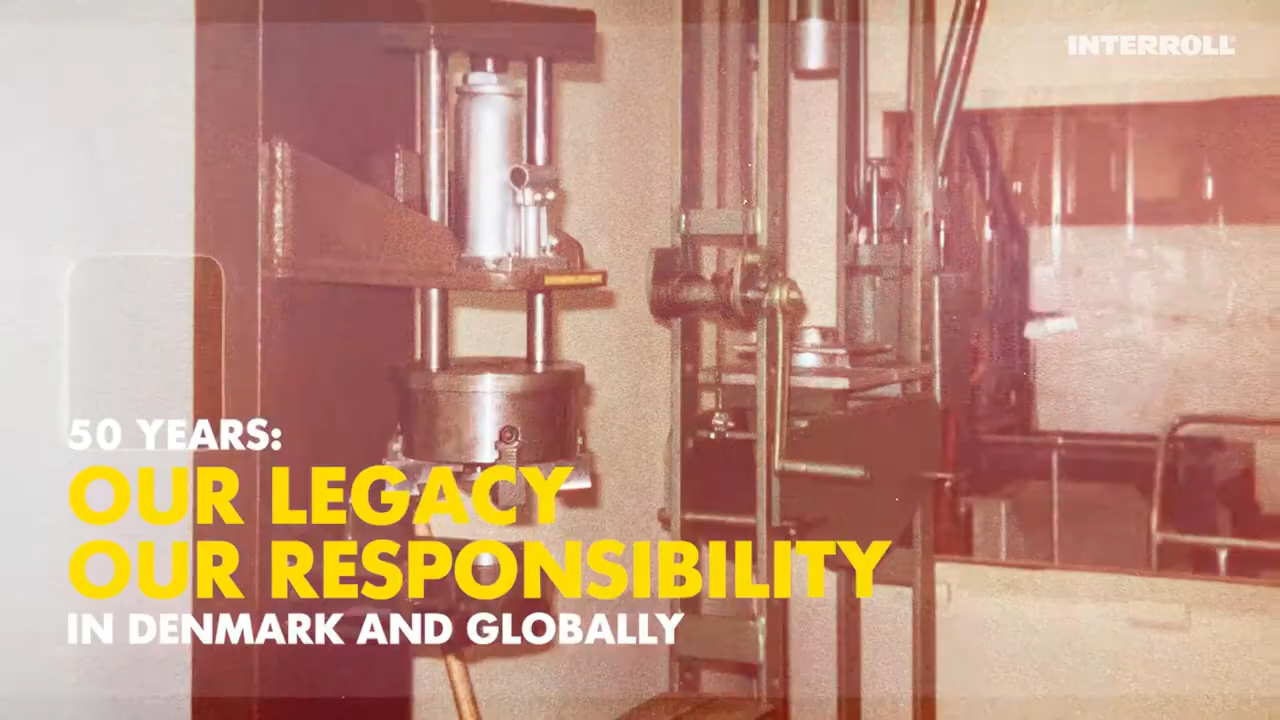 INTERROLL
50 YEARS:
OUR LEGACY
OUR RESPONSIBILITY
IN DENMARK AND GLOBALLY